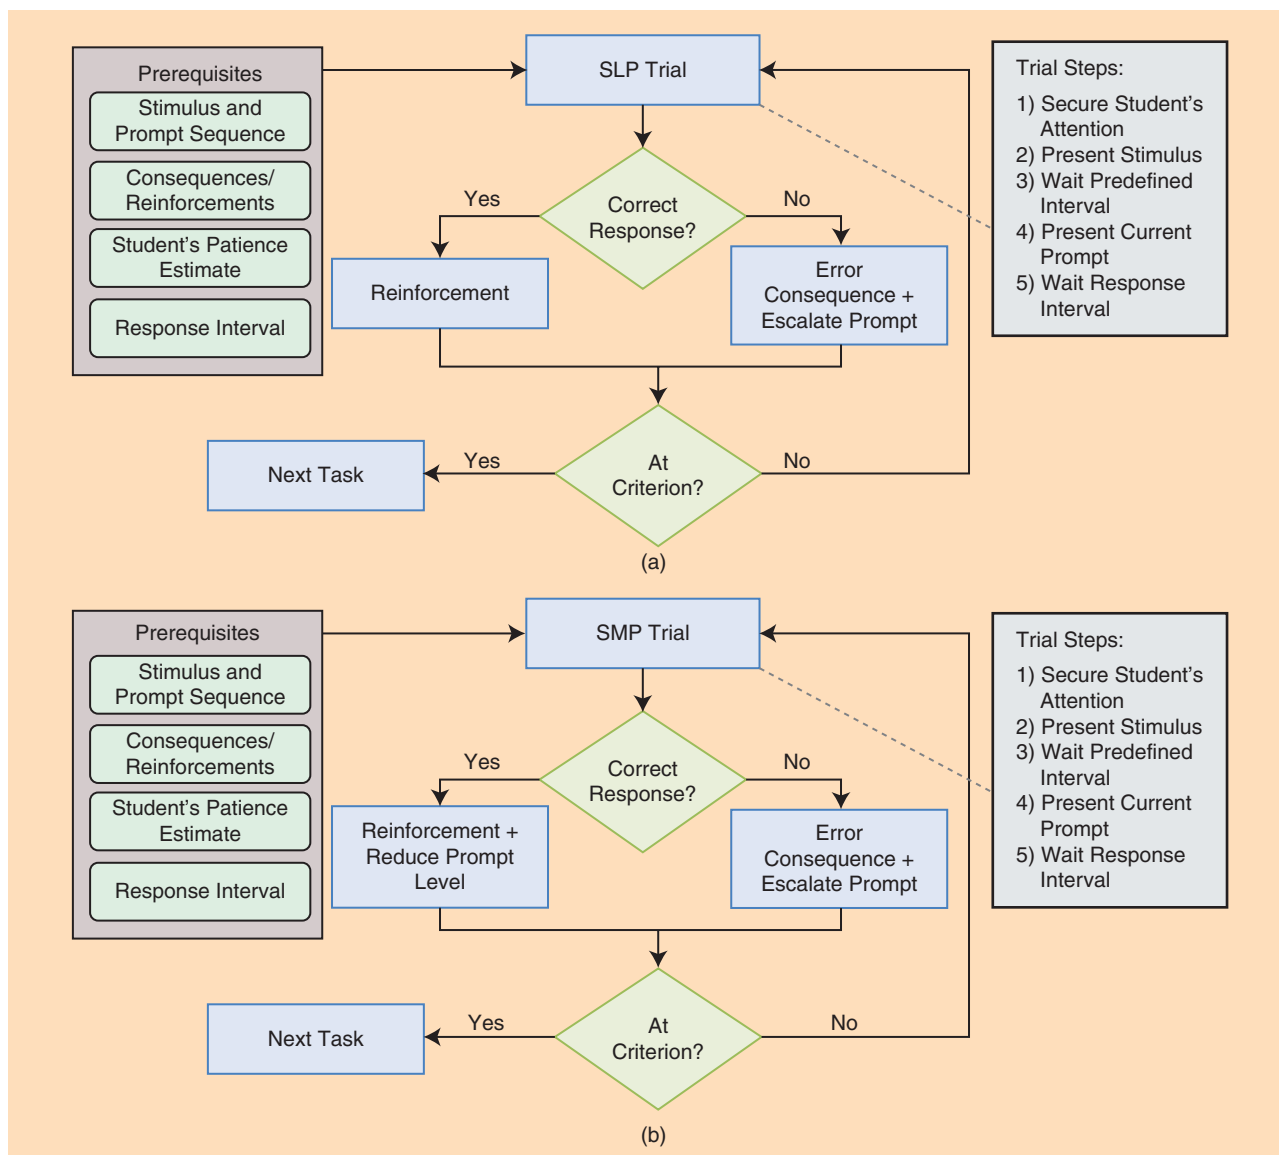 Prerequisites
Stimulus and
Prompt Sequence
Consequences/
Reinforcements
Student's Patience
Estimate
Response Interval
SLP Trial
Correct
Response?
Yes
No
Reinforcement
Error
Consequence +
Escalate Prompt
At
Criterion?
Yes
No
Next Task
Trial Steps:
1) Secure Student's
Attention
2) Present Stimulus
3) Wait Predefined
Interval
4) Present Current
Prompt
5) Wait Response
Interval
(a)
Prerequisites
Stimulus and
Prompt Sequence
Consequences/
Reinforcements
Student's Patience
Estimate
Response Interval
SMP Trial
Correct
Response?
Yes
No
Reinforcement +
Reduce Prompt
Level
Error
Consequence +
Escalate Prompt
At
Criterion?
Yes
No
Next Task
Trial Steps:
1) Secure Student's
Attention
2) Present Stimulus
3) Wait Predefined
Interval
4) Present Current
Prompt
5) Wait Response
Interval
(b)